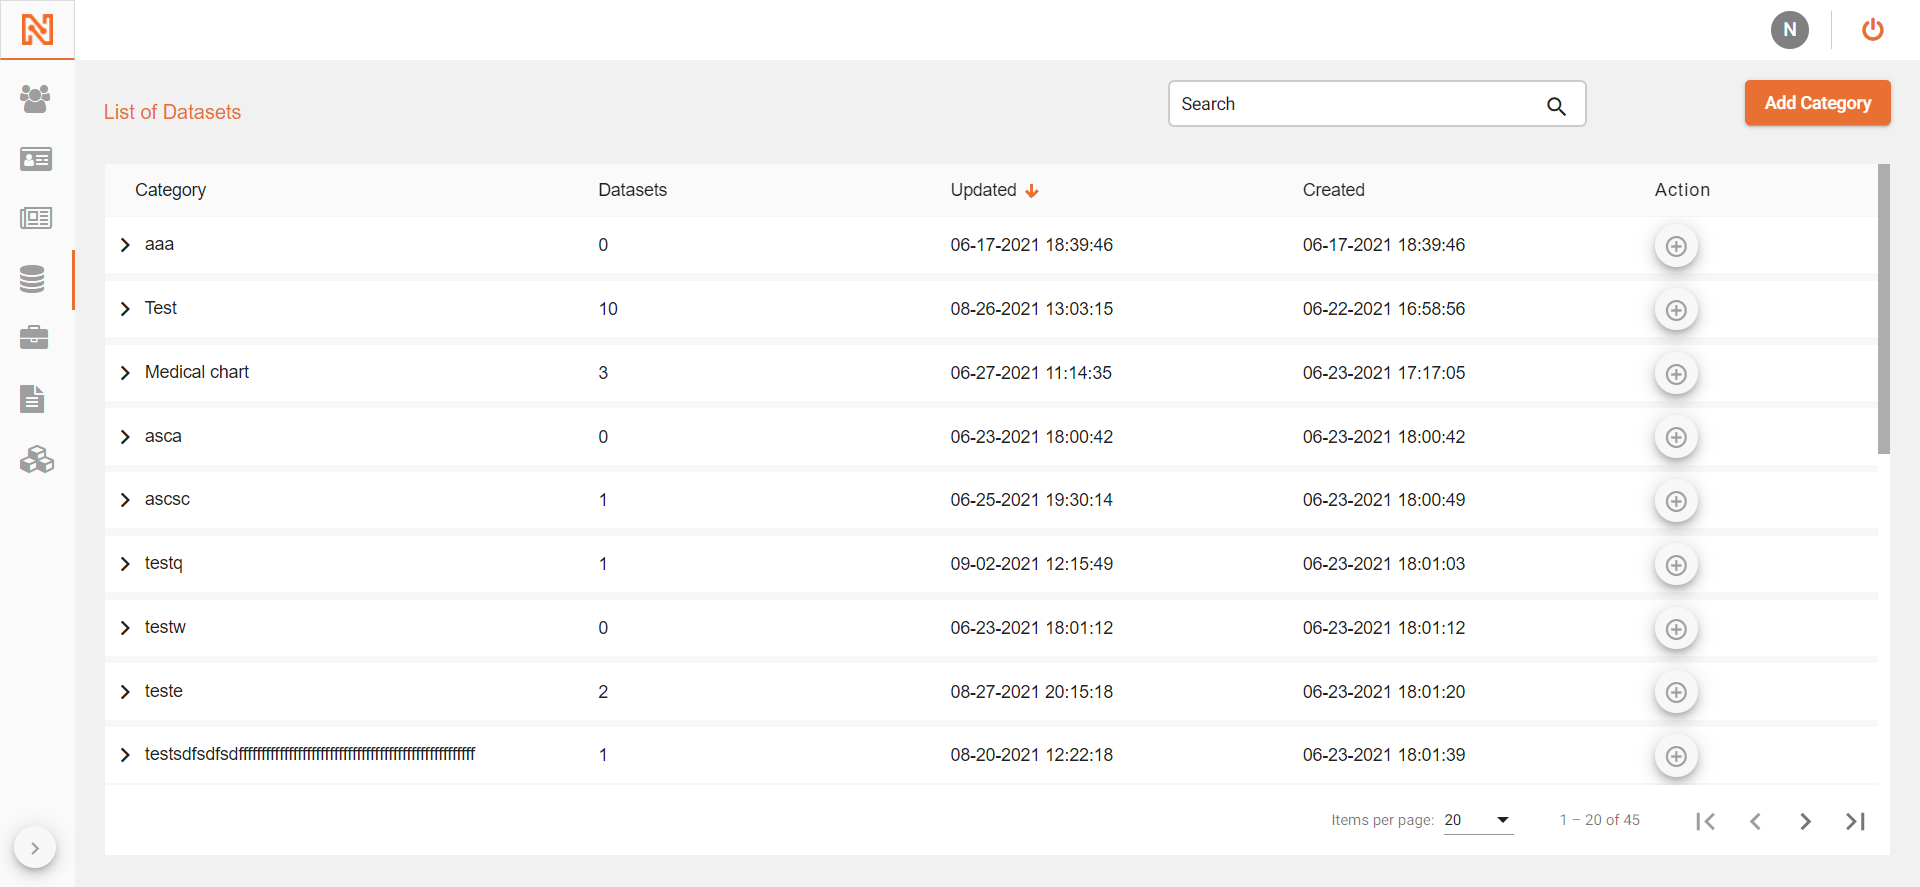 N
N
List of Datasets
Search
Add Category
Category Datasets Updated Created Action
aaa 0 06-17-2021 18:39:46 06-17-2021 18:39:46
Test 10 08-26-2021 13:03:15 06-22-2021 16:58:56
Medical chart 3 06-27-2021 11:14:35 06-23-2021 17:17:05
asca 0 06-23-2021 18:00:42 06-23-2021 18:00:42
ascsc 1 06-25-2021 19:30:14 06-23-2021 18:00:49
testq 1 09-02-2021 12:15:49 06-23-2021 18:01:03
testw 0 06-23-2021 18:01:12 06-23-2021 18:01:12
teste 2 08-27-2021 20:15:18 06-23-2021 18:01:20
1 08-20-2021 12:22:18 06-23-2021 18:01:39
Items per page: 20 1 – 20 of 45